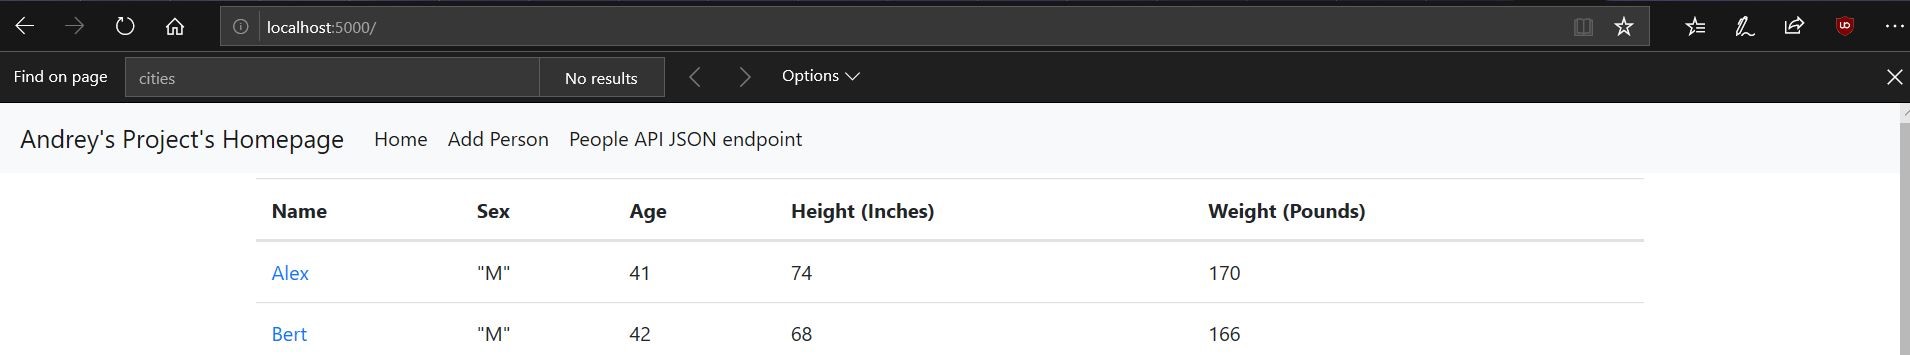 localhost:5000/
Find on page cities No results Options
Andrey's Project's Homepage Home Add Person People API JSON endpoint
Name Sex Age Height (Inches) Weight (Pounds)
Alex "M" 41 74 170
Bert "M" 42 68 166